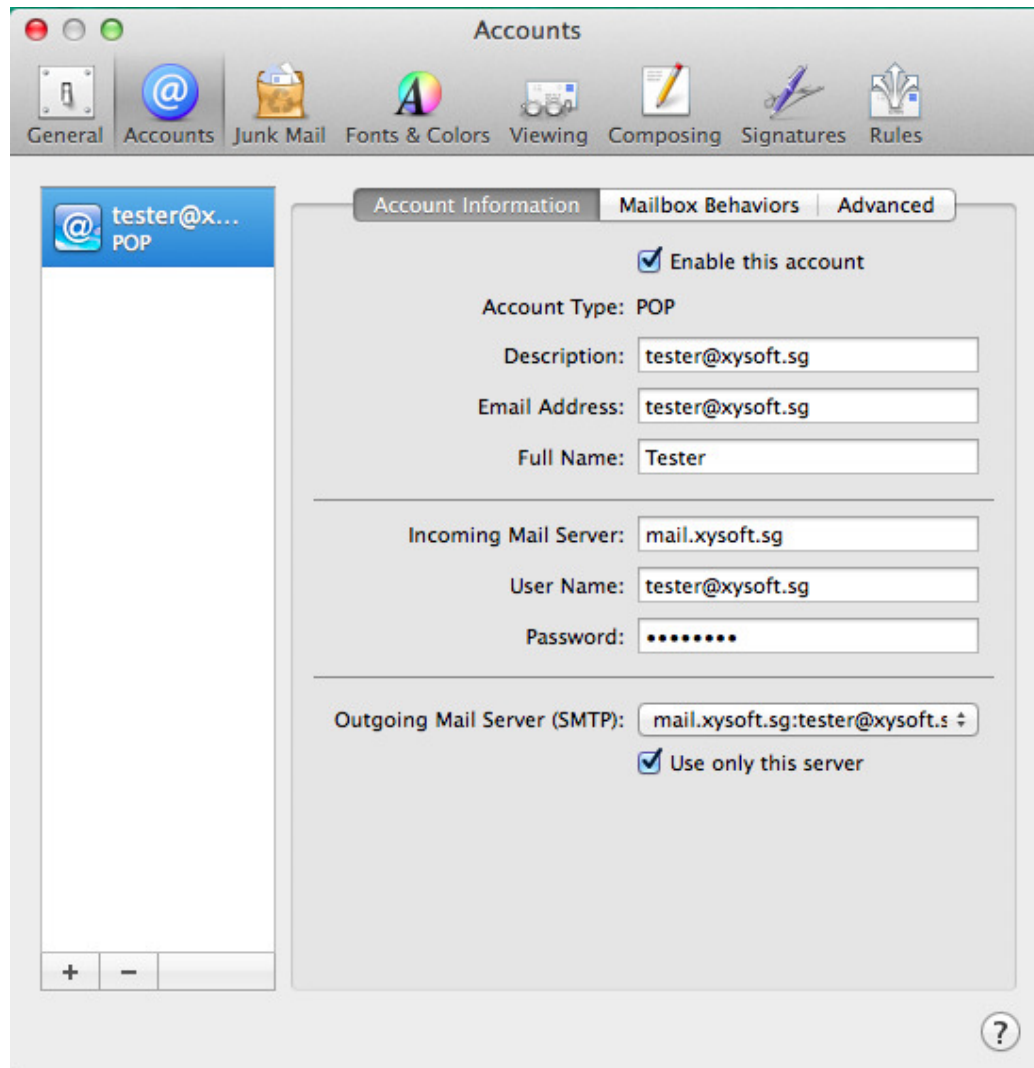 Accounts
General Accounts Junk Mail Fonts & Colors Viewing Composing Signatures Rules
tester@x...
POP
Account Information Mailbox Behaviors Advanced
Enable this account
Account Type: POP
Description: tester@xysoft.sg
Email Address: tester@xysoft.sg
Full Name: Tester
Incoming Mail Server: mail.xysoft.sg
User Name: tester@xysoft.sg
Password: ••••••••
Outgoing Mail Server (SMTP): mail.xysoft.sg:tester@xysoft.s
Use only this server
+ −
?